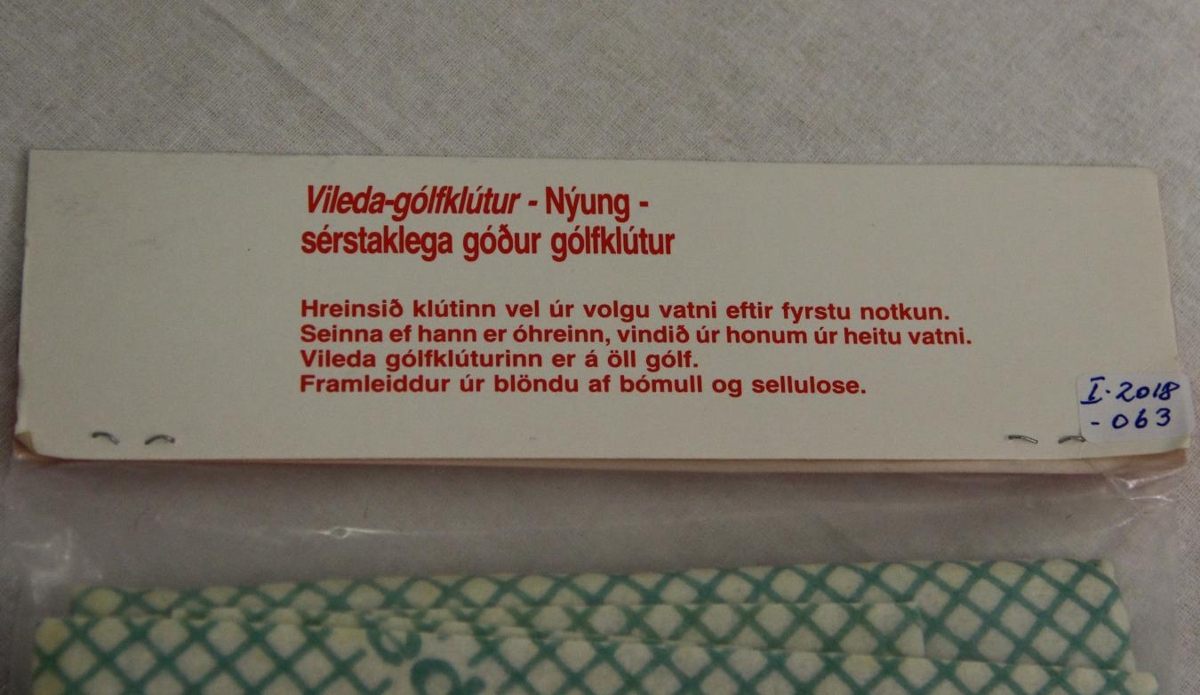 Vileda-gólfklútur - Nýung -
sérstaklega góður gólfklútur
Hreinsið klútinn vel úr volgu vatni eftir fyrstu notkun.
Seinna ef hann er óhreinn, vindið úr honum úr heitu vatni.
Vileda gólfklúturinn er á öll gólf.
Framleiddur úr blöndu af bómull og sellulose.
I-2018
-063